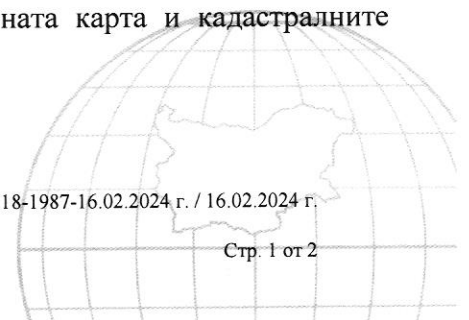 ната карта и кадастралните
18-1987-16.02.2024 г. / 16.02.2024 г.
Стр. 1 от 2